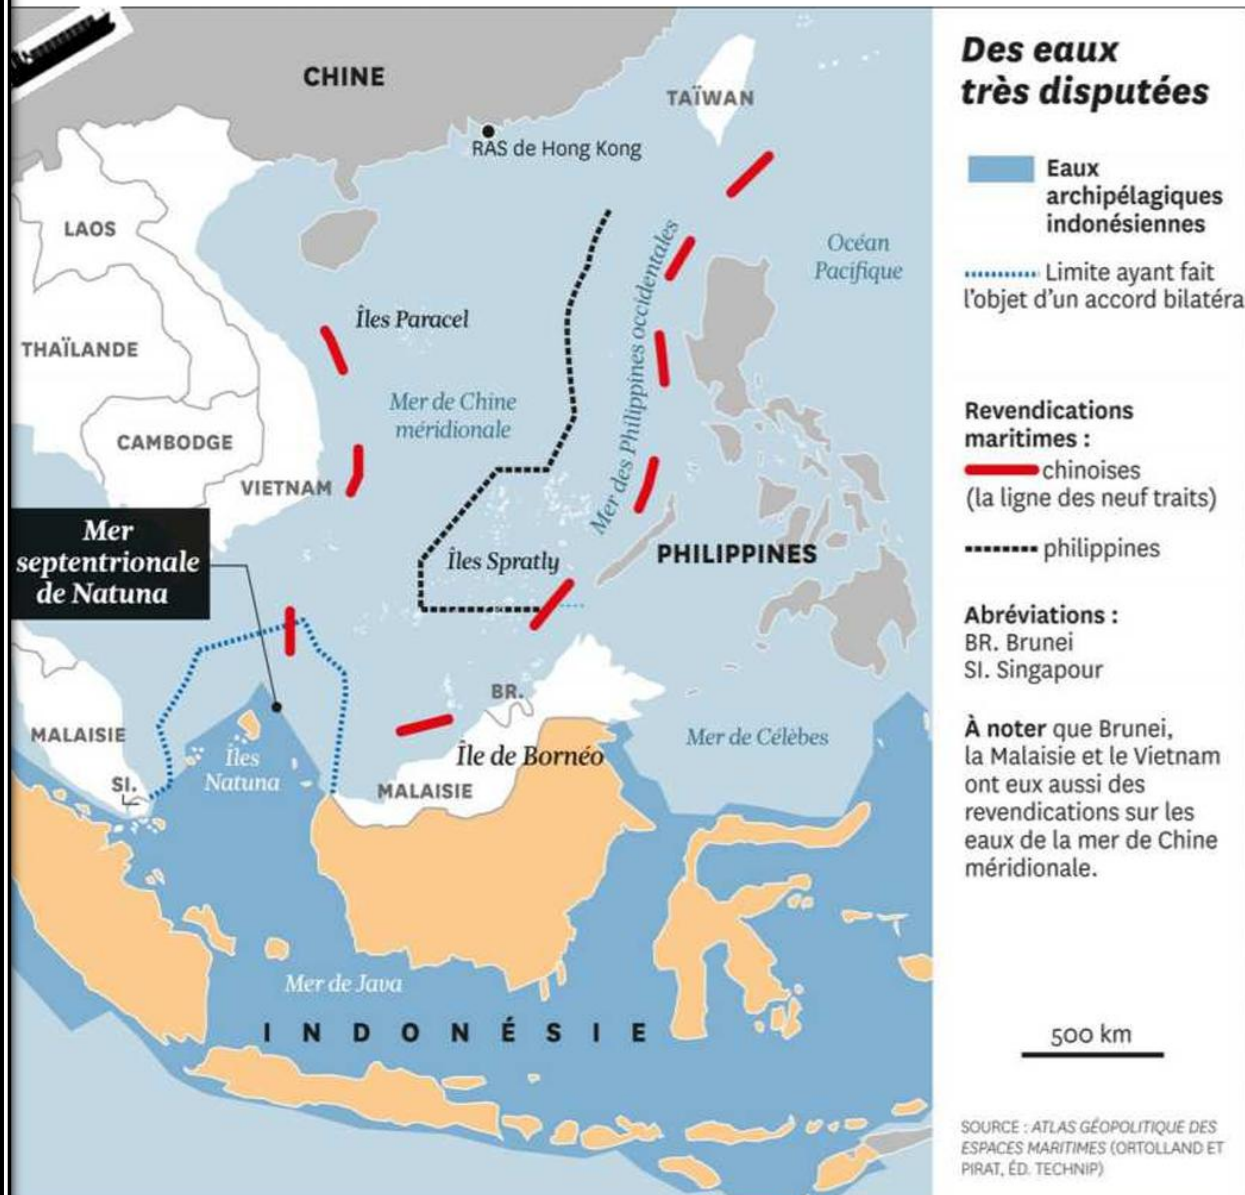 CHINE
TAÏWAN
RAS de Hong Kong
LAOS
Océan
Pacifique
Îles Paracel
THAÏLANDE
Mer de Chine
méridionale
Mer des Philippines occidentales
CAMBODGE
VIETNAM
Mer
septentrionale
de Natuna
Îles Spratly
PHILIPPINES
BR.
MALAISIE
Mer de Célèbes
Île de Bornéo
Îles
Natuna
SI.
MALAISIE
Mer de Java
INDONÉSIE
Des eaux
très disputées
Eaux
archipélagiques
indonésiennes
Limite ayant fait
l'objet d'un accord bilatéra
Revendications
maritimes :
chinoises
(la ligne des neuf traits)
philippines
Abréviations :
BR. Brunei
SI. Singapour
À noter que Brunei,
la Malaisie et le Vietnam
ont eux aussi des
revendications sur les
eaux de la mer de Chine
méridionale.
500 km
SOURCE : ATLAS GÉOPOLITIQUE DES
ESPACES MARITIMES (ORTOLLAND ET
PIRAT, ÉD. TECHNIP)